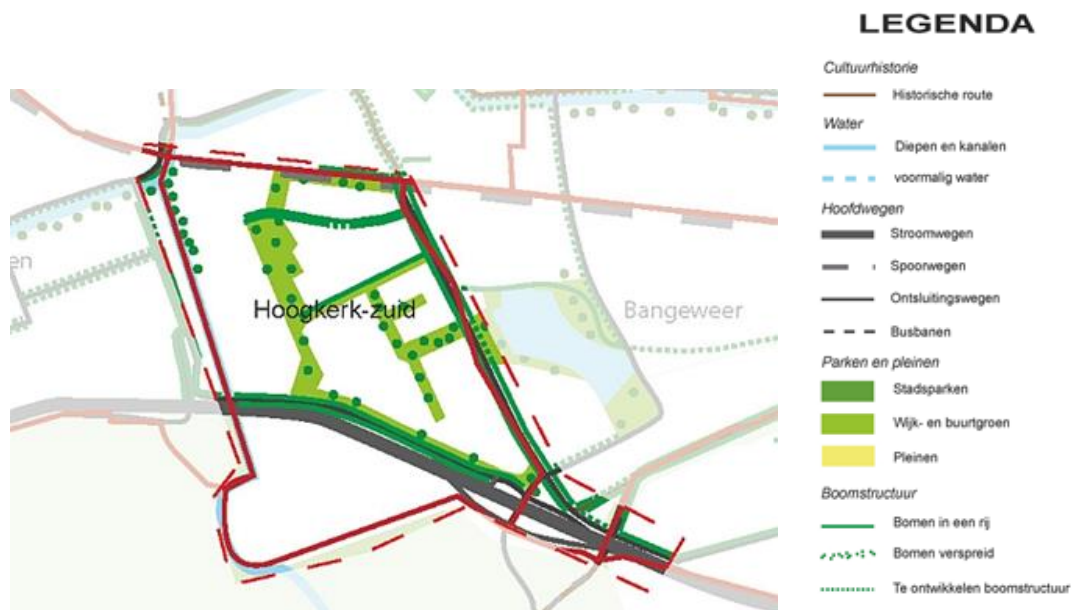 en
Hoogkerk-zuid
Bangeweer
LEGENDA
Cultuurhistorie
Historische route
Water
Diepen en kanalen
voormalig water
Hoofdwegen
Stroomwegen
Spoorwegen
Ontsluitingswegen
Busbanen
Parken en pleinen
Stadsparken
Wijk- en buurtgroen
Pleinen
Boomstructuur
Bomen in een rij
Bomen verspreid
Te ontwikkelen boomstructuur